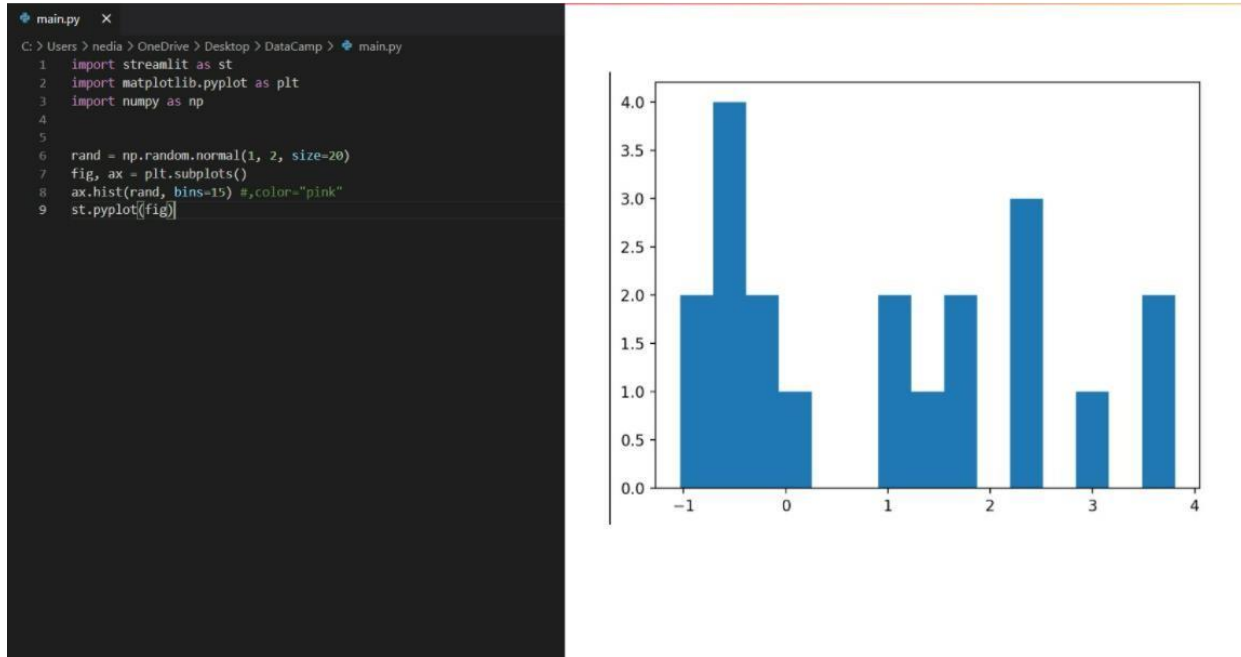 main.py X
C: > Users > nedia > OneDrive > Desktop > DataCamp > main.py
1 import streamlit as st
2 import matplotlib.pyplot as plt
3 import numpy as np
4
5
6 rand = np.random.normal(1, 2, size=20)
7 fig, ax = plt.subplots()
8 ax.hist(rand, bins=15) #,color="pink"
9 st.pyplot(fig)
4.0
3.5
3.0
2.5
2.0
1.5
1.0
0.5
0.0
−1 0 1 2 3 4